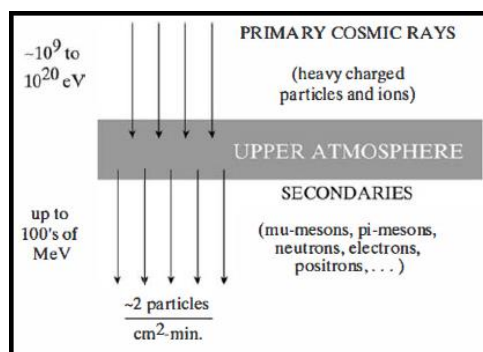 ~10⁹ to
10²⁰ eV
PRIMARY COSMIC RAYS
(heavy charged
particles and ions)
UPPER ATMOSPHERE
SECONDARIES
up to
100's of
MeV
(mu-mesons, pi-mesons,
neutrons, electrons,
positrons, . . . )
~2 particles
cm²-min.